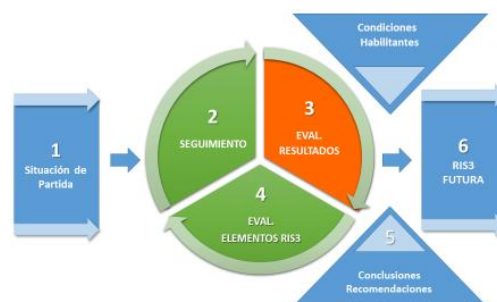 1
Situación de
Partida
2
SEGUIMIENTO
3
EVAL.
RESULTADOS
4
EVAL.
ELEMENTOS RIS3
Condiciones
Habilitantes
5
Conclusiones
Recomendaciones
6
RIS3
FUTURA